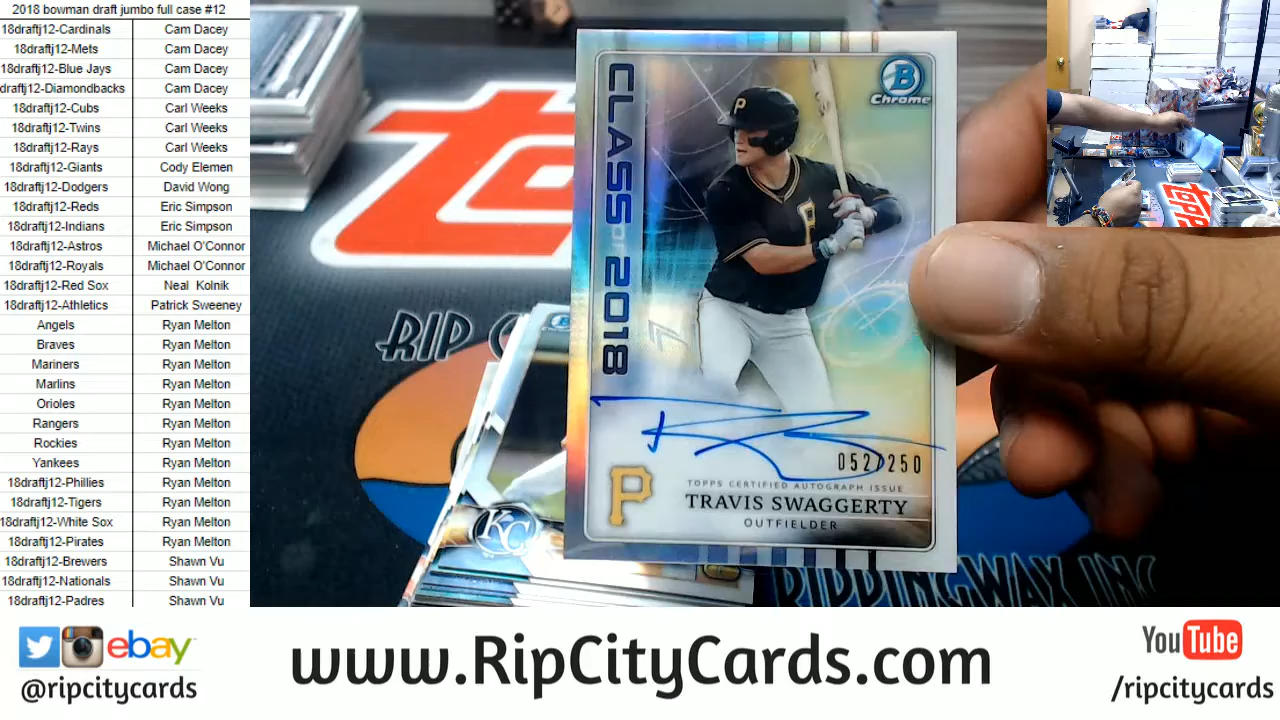 2018 bowman draft jumbo full case #12
18draftj12-Cardinals Cam Dacey
18draftj12-Mets Cam Dacey
18draftj12-Blue Jays Cam Dacey
draftj12-Diamondbacks Cam Dacey
18draftj12-Cubs Carl Weeks
18draftj12-Twins Carl Weeks
18draftj12-Rays Carl Weeks
18draftj12-Giants Cody Elemen
18draftj12-Dodgers David Wong
18draftj12-Reds Eric Simpson
18draftj12-Indians Eric Simpson
18draftj12-Astros Michael O'Connor
18draftj12-Royals Michael O'Connor
18draftj12-Red Sox Neal Kolnik
18draftj12-Athletics Patrick Sweeney
Angels Ryan Melton
Braves Ryan Melton
Mariners Ryan Melton
Marlins Ryan Melton
Orioles Ryan Melton
Rangers Ryan Melton
Rockies Ryan Melton
Yankees Ryan Melton
18draftj12-Phillies Ryan Melton
18draftj12-Tigers Ryan Melton
18draftj12-White Sox Ryan Melton
18draftj12-Pirates Ryan Melton
18draftj12-Brewers Shawn Vu
18draftj12-Nationals Shawn Vu
18draftj12-Padres Shawn Vu
CLASS OF 2018
B
Chrome
P
P
052/250
TOPPS CERTIFIED AUTOGRAPH ISSUE
TRAVIS SWAGGERTY
OUTFIELDER
P
RIP
KC
RIPPINGWAX INC
TOPP
ebay
@ripcitycards
www.RipCityCards.com
YouTube
/ripcitycards